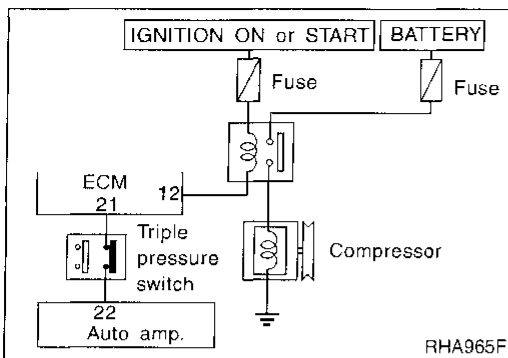 IGNITION ON or START
BATTERY
Fuse
Fuse
ECM
12
21
Triple
pressure
switch
Compressor
22
Auto amp.
RHA965F